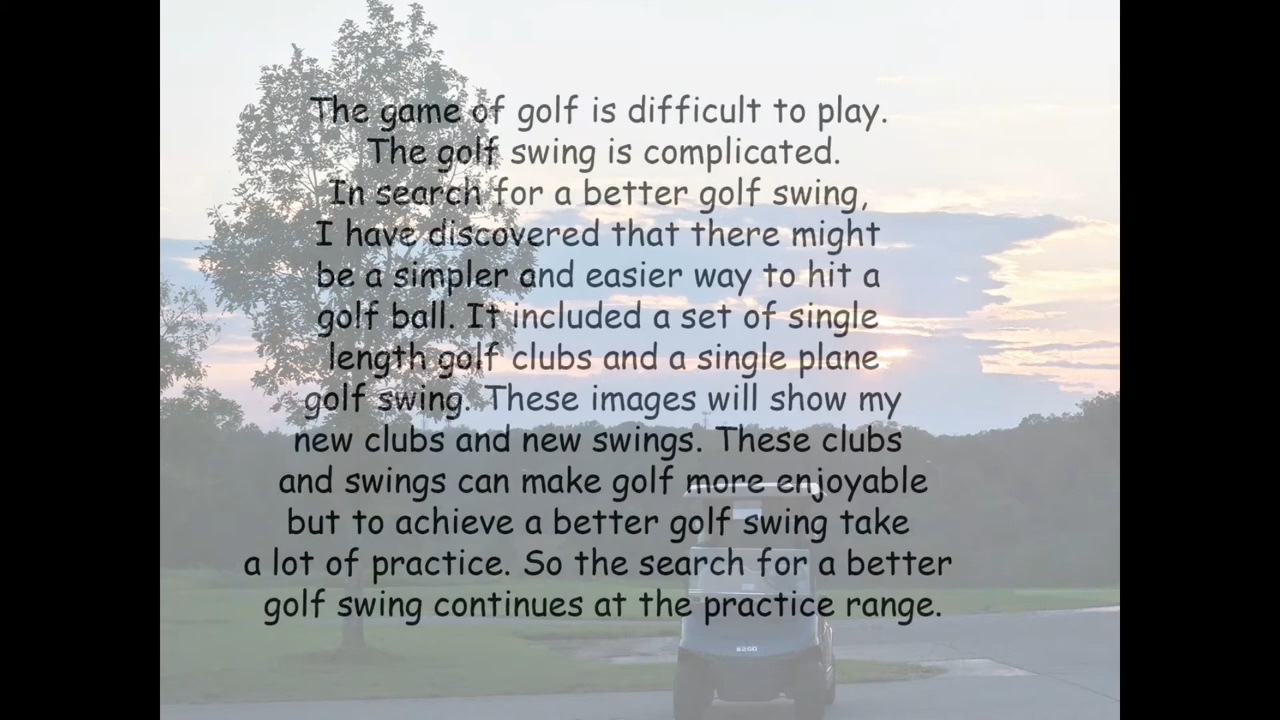 The game of golf is difficult to play.
The golf swing is complicated.
In search for a better golf swing,
I have discovered that there might
be a simpler and easier way to hit a
golf ball. It included a set of single
length golf clubs and a single plane
golf swing. These images will show my
new clubs and new swings. These clubs
and swings can make golf more enjoyable
but to achieve a better golf swing take
a lot of practice. So the search for a better
golf swing continues at the practice range.
EZGO